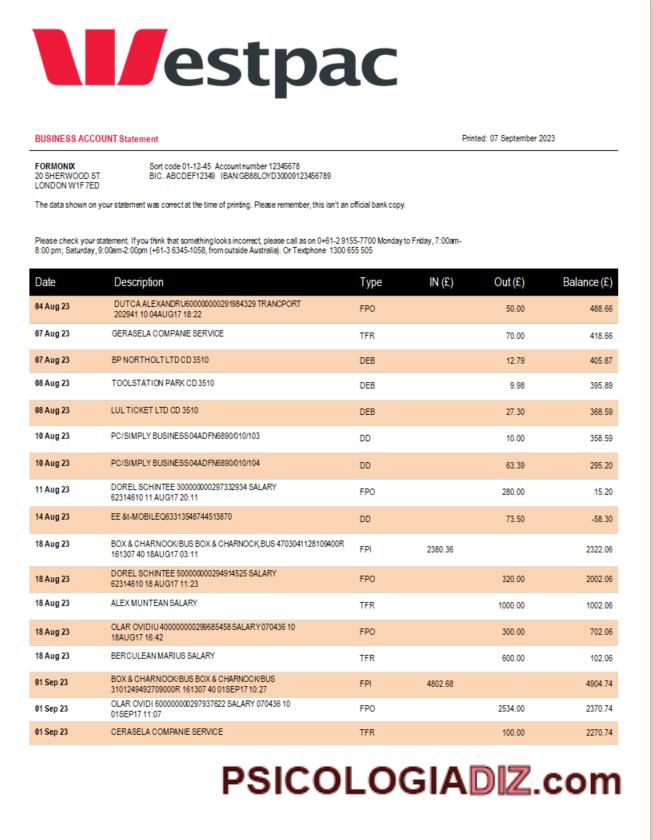 Westpac
BUSINESS ACCOUNT Statement Printed: 07 September 2023
FORMONIX Sort code 01-12-45 Account number 12345678
20 SHERWOOD ST. BIC. ABCDEF12349 IBAN:GB88LOYD30009123456789
LONDON W1F 7ED
The data shown on your statement was correct at the time of printing. Please remember, this isn't an official bank copy.
Please check your statement. If you think that something looks incorrect, please call as on 0+61-2 9155-7700 Monday to Friday, 7:00am-
8:00 pm; Saturday, 9:00am-2:00pm (+61-3 6345-1058, from outside Australia). Or Textphone 1300 655 505
Date Description Type IN (£) Out (£) Balance (£)
04 Aug 23 DUTCA ALEXANDRU600000000291984329 TRANCPORT
202941 10 04AUG17 18:22 FPO 50.00 488.66
07 Aug 23 GERASELA COMPANIE SERVICE TFR 70.00 418.66
07 Aug 23 BP NORTHOLT LTD CD 3510 DEB 12.79 405.87
08 Aug 23 TOOLSTATION PARK CD 3510 DEB 9.98 395.89
08 Aug 23 LUL TICKET LTD CD 3510 DEB 27.30 368.59
10 Aug 23 PC/SIMPLY BUSINESS04ADFN6890/010/103 DD 10.00 358.59
10 Aug 23 PC/SIMPLY BUSINESS04ADFN6890/010/104 DD 63.39 295.20
11 Aug 23 DOREL SCHINTEE 300000000297332934 SALARY
62314610 11 AUG17 20:11 FPO 280.00 15.20
14 Aug 23 EE &t-MOBILEQ63313548744513870 DD 73.50 -58.30
18 Aug 23 BOX & CHARNOCK/BUS BOX & CHARNOCK,BUS 4703041128109400R
161307 40 18AUG17 03:11 FPI 2380.36 2322.06
18 Aug 23 DOREL SCHINTEE 500000000294914525 SALARY
62314610 18 AUG17 11:23 FPO 320.00 2002.06
18 Aug 23 ALEX MUNTEAN SALARY TFR 1000.00 1002.06
18 Aug 23 OLAR OVIDIU 400000000299685458 SALARY 070436 10
18AUG17 16:42 FPO 300.00 702.06
18 Aug 23 BERCULEAN MARIUS SALARY TFR 600.00 102.06
01 Sep 23 BOX & CHARNOCK/BUS BOX & CHARNOCK/BUS
3101249492709000R 161307 40 01SEP17 10:27 FPI 4802.68 4904.74
01 Sep 23 OLAR OVIDI 600000000297937622 SALARY 070436 10
01SEP17 11:07 FPO 2534.00 2370.74
01 Sep 23 CERASELA COMPANIE SERVICE TFR 100.00 2270.74
PSICOLOGIADIZ.com